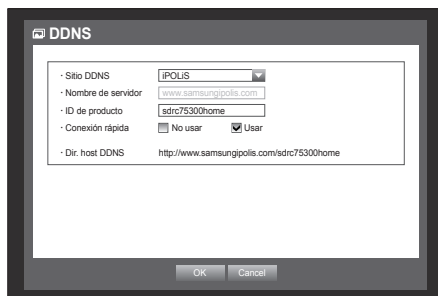 DDNS
· Sitio DDNS iPOLiS
· Nombre de servidor www.samsungipolis.com
· ID de producto sdrc75300home
· Conexión rápida No usar Usar
· Dir. host DDNS http://www.samsungipolis.com/sdrc75300home
OK Cancel